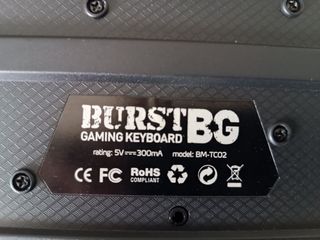 BURST BG
GAMING KEYBOARD
rating: 5V⎓300mA model: BM-TC02
CE FC RoHS
COMPLIANT